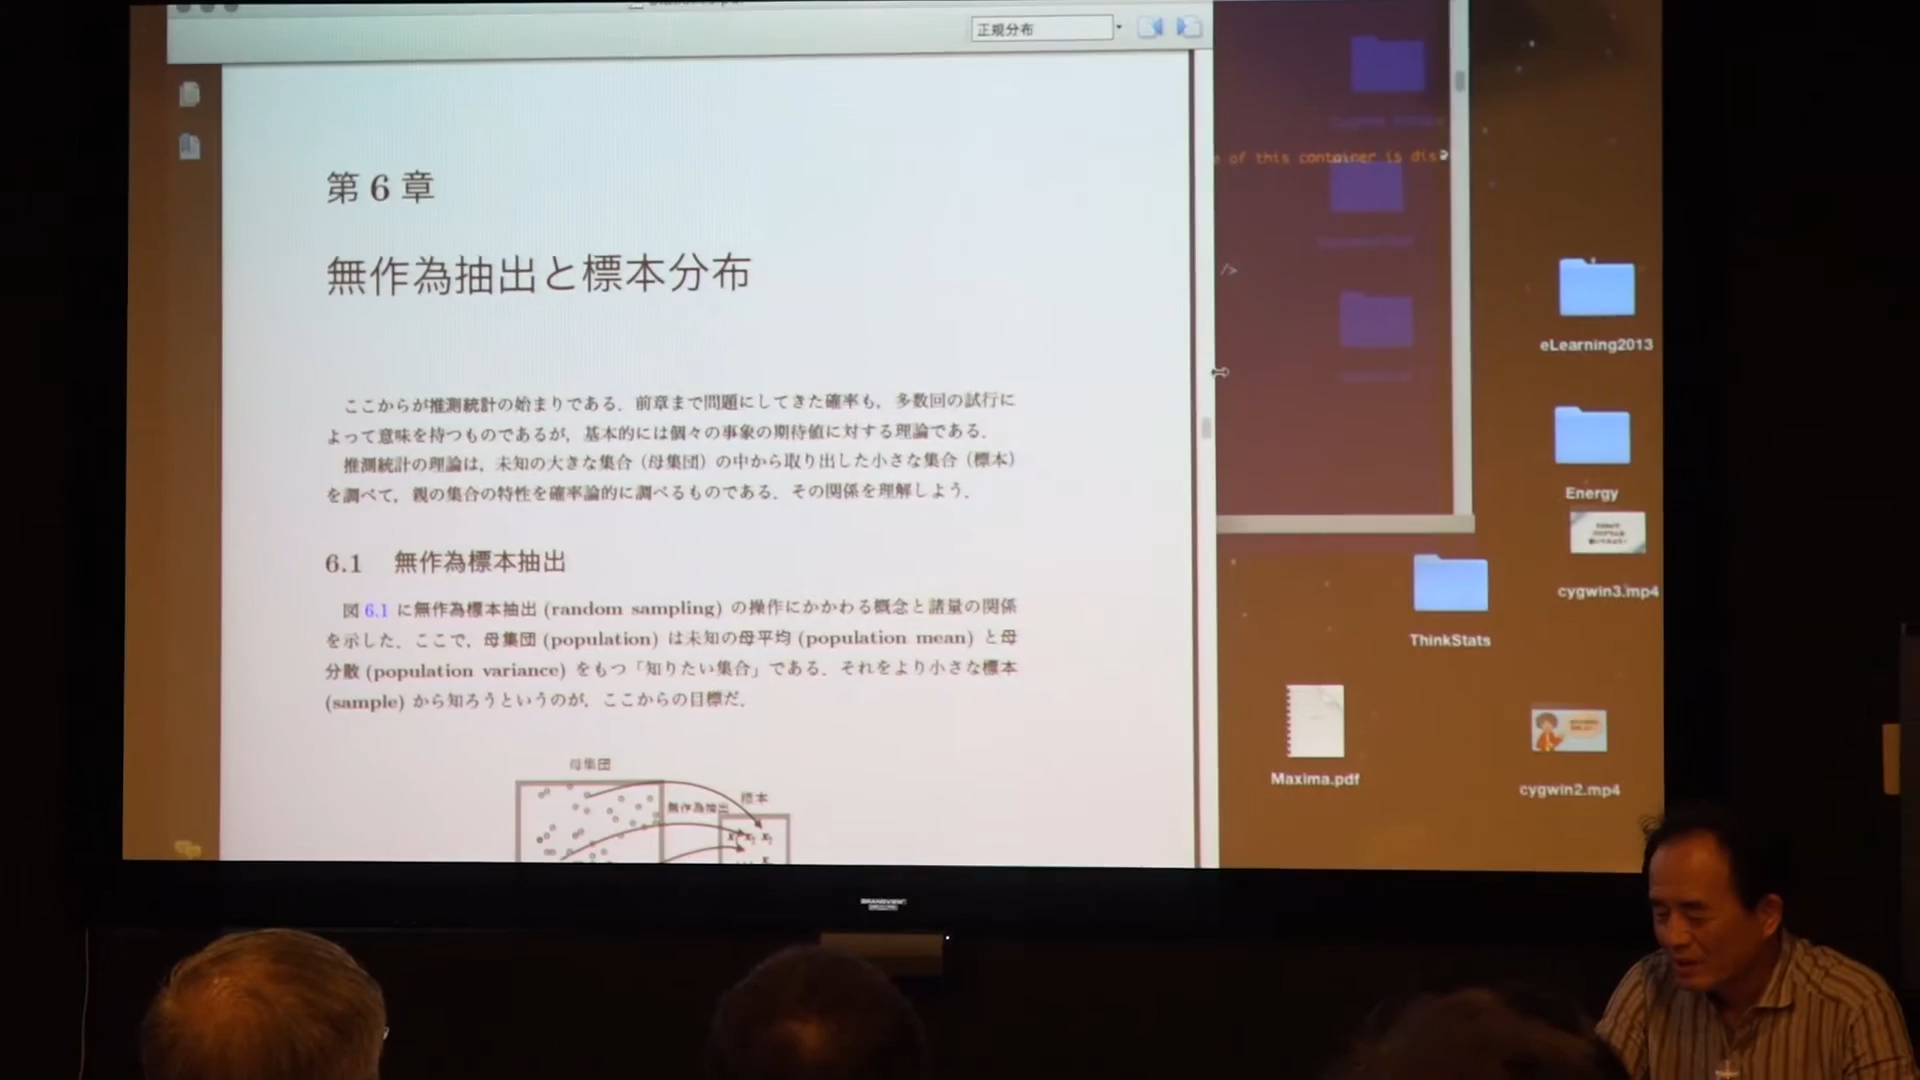 正規分布
第 6 章
無作為抽出と標本分布
ここからが推測統計の始まりである．前章まで問題にしてきた確率も，多数回の試行に
よって意味を持つものであるが，基本的には個々の事象の期待値に対する理論である．
推測統計の理論は，未知の大きな集合（母集団）の中から取り出した小さな集合（標本）
を調べて，親の集合の特性を確率論的に調べるものである．その関係を理解しよう．
6.1 無作為標本抽出
図 6.1 に無作為標本抽出 (random sampling) の操作にかかわる概念と諸量の関係
を示した．ここで，母集団 (population) は未知の母平均 (population mean) と母
分散 (population variance) をもつ「知りたい集合」である．それをより小さな標本
(sample) から知ろうというのが，ここからの目標だ．
母集団
無作為抽出
標本
of this container is dis
/>
eLearning2013
Energy
cygwin3.mp4
ThinkStats
Maxima.pdf
cygwin2.mp4